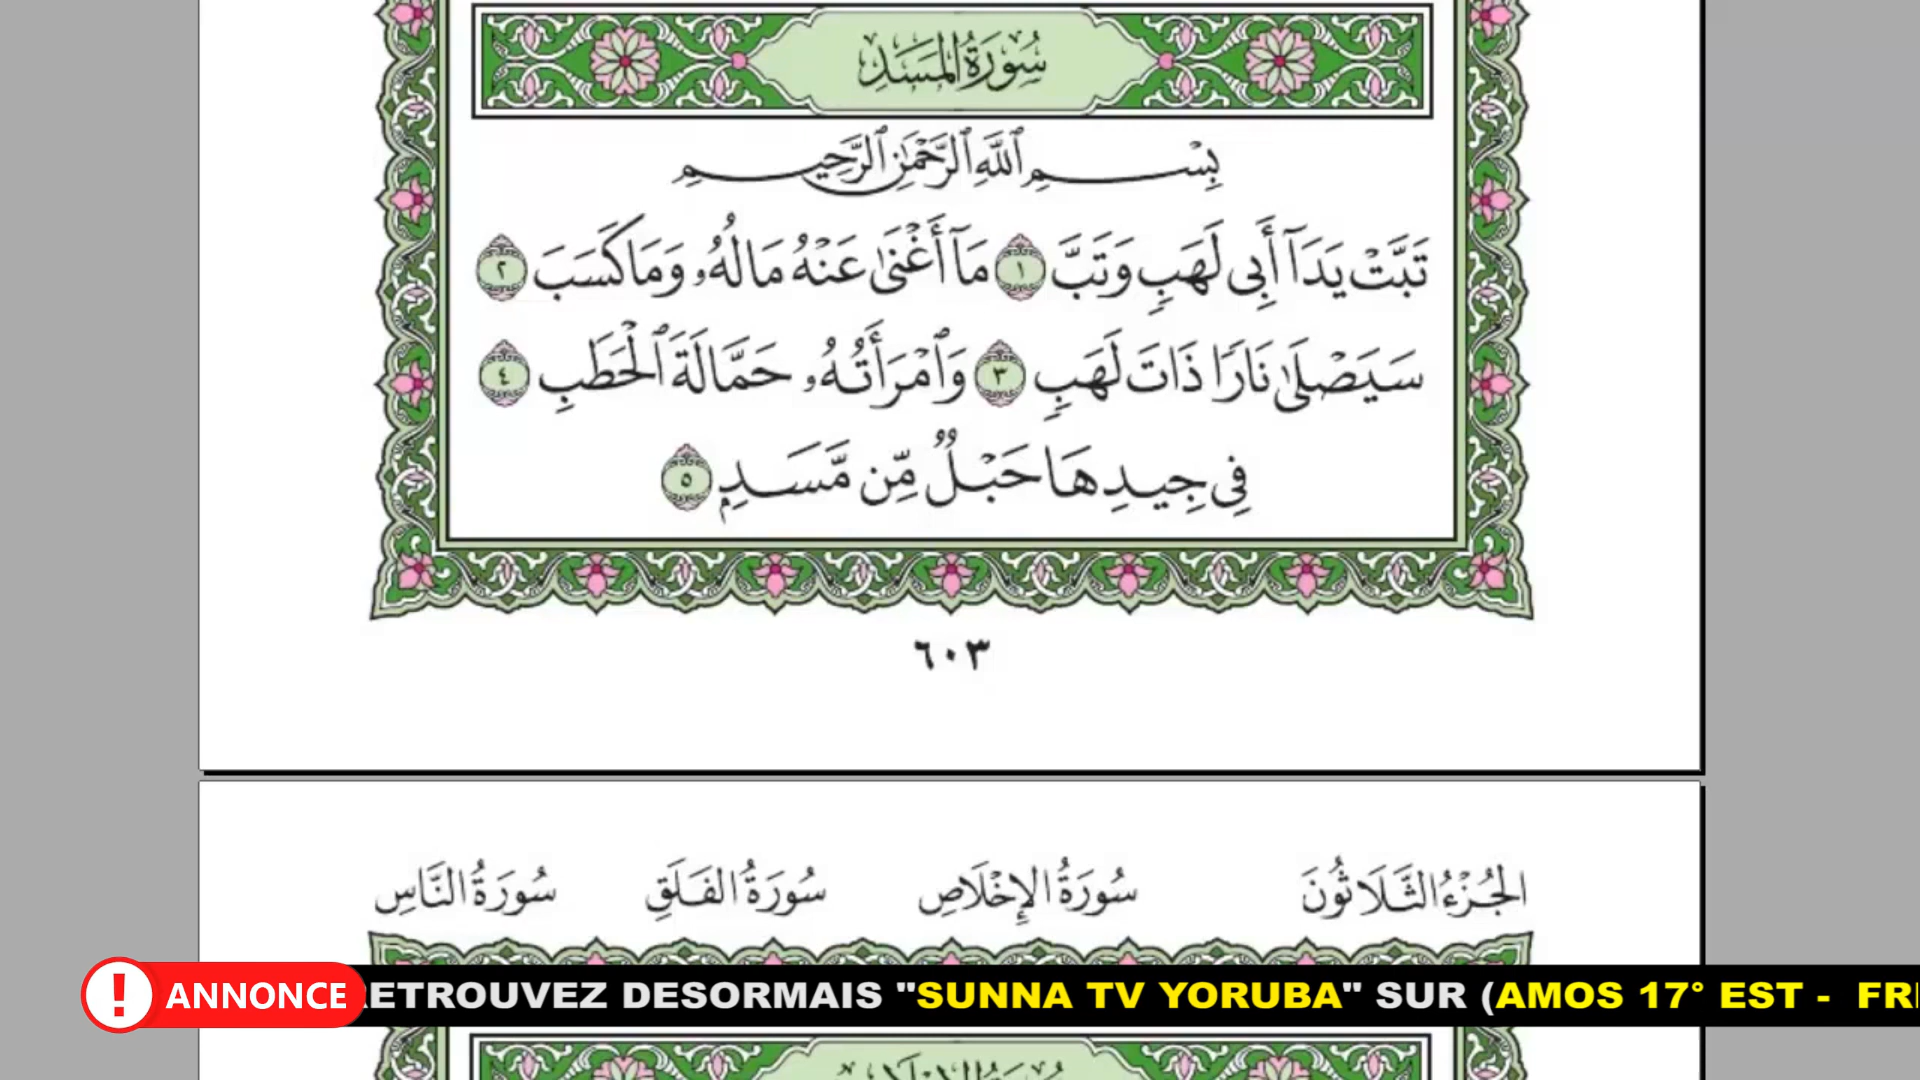 سُورَةُ المَسَدِ
بِسْمِ ٱللَّهِ ٱلرَّحْمَٰنِ ٱلرَّحِيمِ
تَبَّتْ يَدَآ أَبِى لَهَبٍ وَتَبَّ ١ مَآ أَغْنَىٰ عَنْهُ مَالُهُۥ وَمَا كَسَبَ ٢
سَيَصْلَىٰ نَارًا ذَاتَ لَهَبٍ ٣ وَٱمْرَأَتُهُۥ حَمَّالَةَ ٱلْحَطَبِ ٤
فِى جِيدِهَا حَبْلٌ مِّن مَّسَدٍ ٥
٦٠٣
الجُزْءُ الثَّلَاثُونَ سُورَةُ الإِخْلَاصِ سُورَةُ الفَلَقِ سُورَةُ النَّاسِ
! ANNONCE RETROUVEZ DESORMAIS "SUNNA TV YORUBA" SUR (AMOS 17° EST -